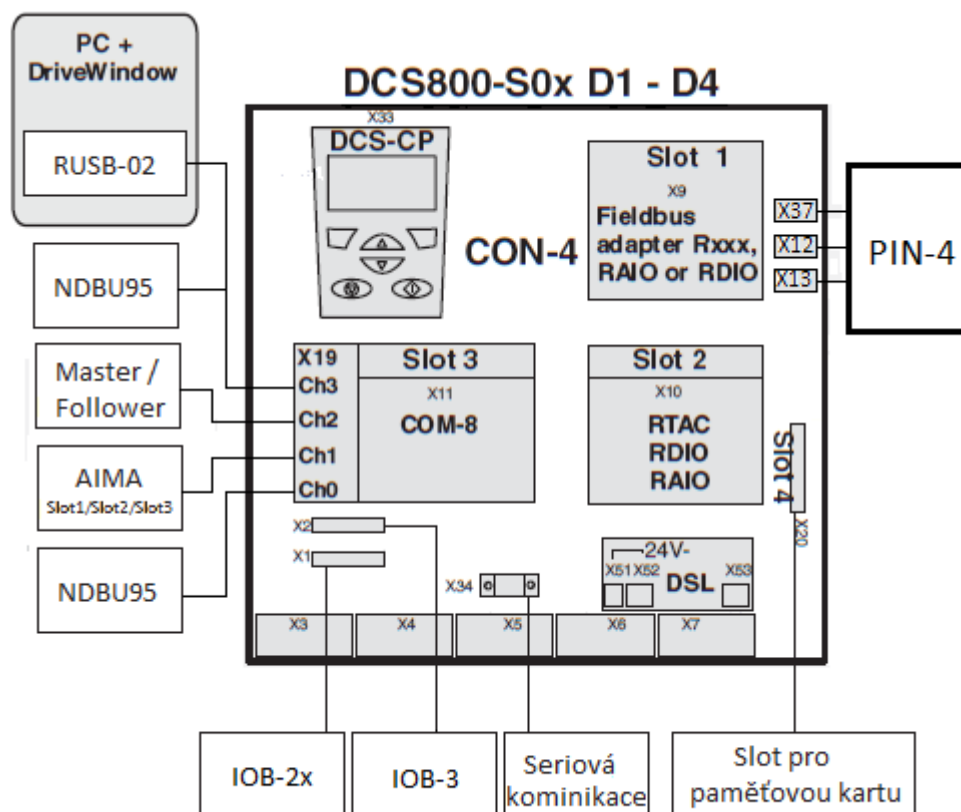 PC +
DriveWindow
RUSB-02
NDBU95
Master /
Follower
AIMA
Slot1/Slot2/Slot3
NDBU95
DCS800-S0x D1 - D4
X33
DCS-CP
CON-4
Slot 1
X9
Fieldbus
adapter Rxxx,
RAIO or RDIO
X37
X12
X13
PIN-4
X19
Ch3
Ch2
Ch1
Ch0
Slot 3
X11
COM-8
Slot 2
X10
RTAC
RDIO
RAIO
Slot 4
X20
X2
X1
X34
24V-
X51
X52
DSL
X53
X3
X4
X5
X6
X7
IOB-2x
IOB-3
Seriová
kominikace
Slot pro
paměťovou kartu